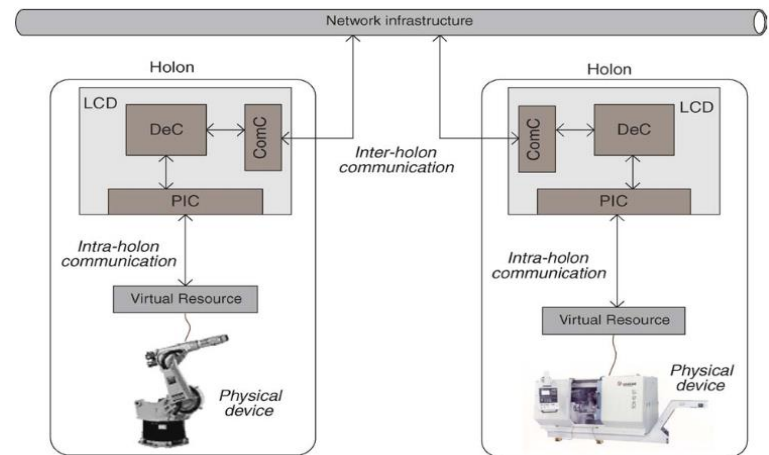 Network infrastructure
Holon
LCD
DeC
ComC
PIC
Intra-holon
communication
Virtual Resource
Physical
device
Inter-holon
communication
Holon
LCD
ComC
DeC
PIC
Intra-holon
communication
Virtual Resource
Physical
device